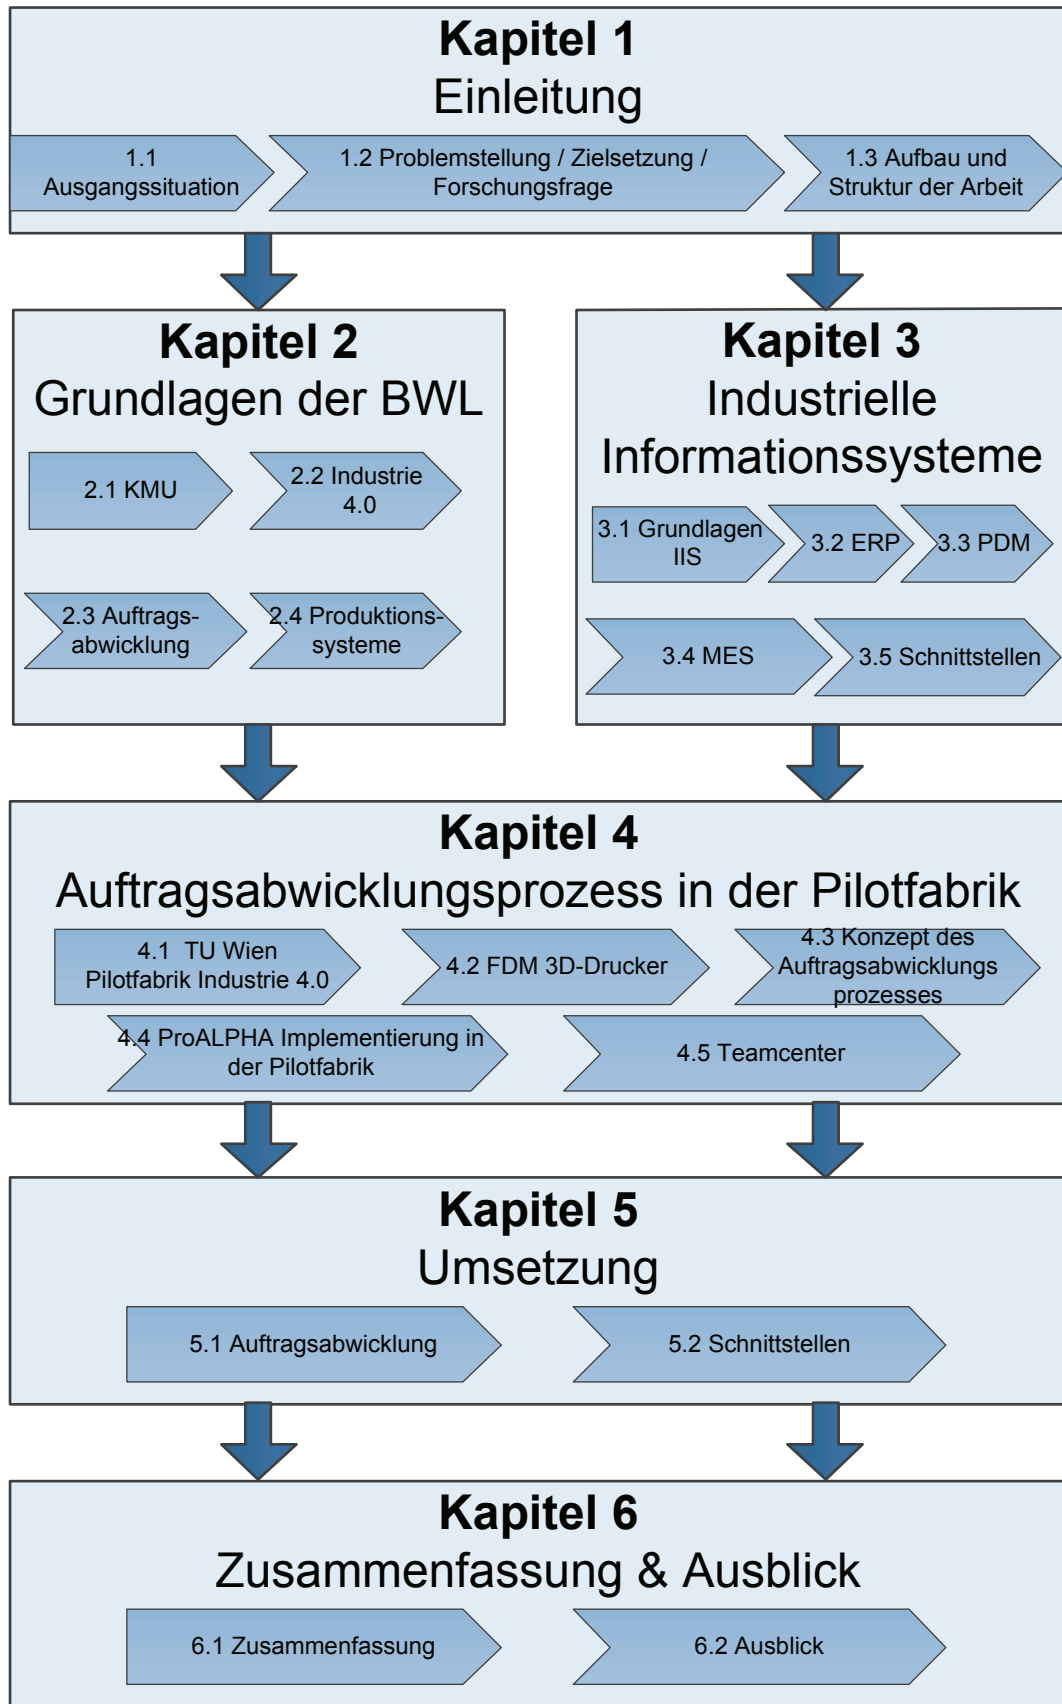 Kapitel 1
Einleitung
1.1
Ausgangssituation
1.2 Problemstellung / Zielsetzung /
Forschungsfrage
1.3 Aufbau und
Struktur der Arbeit
Kapitel 2
Grundlagen der BWL
2.1 KMU
2.2 Industrie
4.0
2.3 Auftrags-
abwicklung
2.4 Produktions-
systeme
Kapitel 3
Industrielle
Informationssysteme
3.1 Grundlagen
IIS
3.2 ERP
3.3 PDM
3.4 MES
3.5 Schnittstellen
Kapitel 4
Auftragsabwicklungsprozess in der Pilotfabrik
4.1 TU Wien
Pilotfabrik Industrie 4.0
4.2 FDM 3D-Drucker
4.3 Konzept des
Auftragsabwicklungs
prozesses
4.4 ProALPHA Implementierung in
der Pilotfabrik
4.5 Teamcenter
Kapitel 5
Umsetzung
5.1 Auftragsabwicklung
5.2 Schnittstellen
Kapitel 6
Zusammenfassung & Ausblick
6.1 Zusammenfassung
6.2 Ausblick